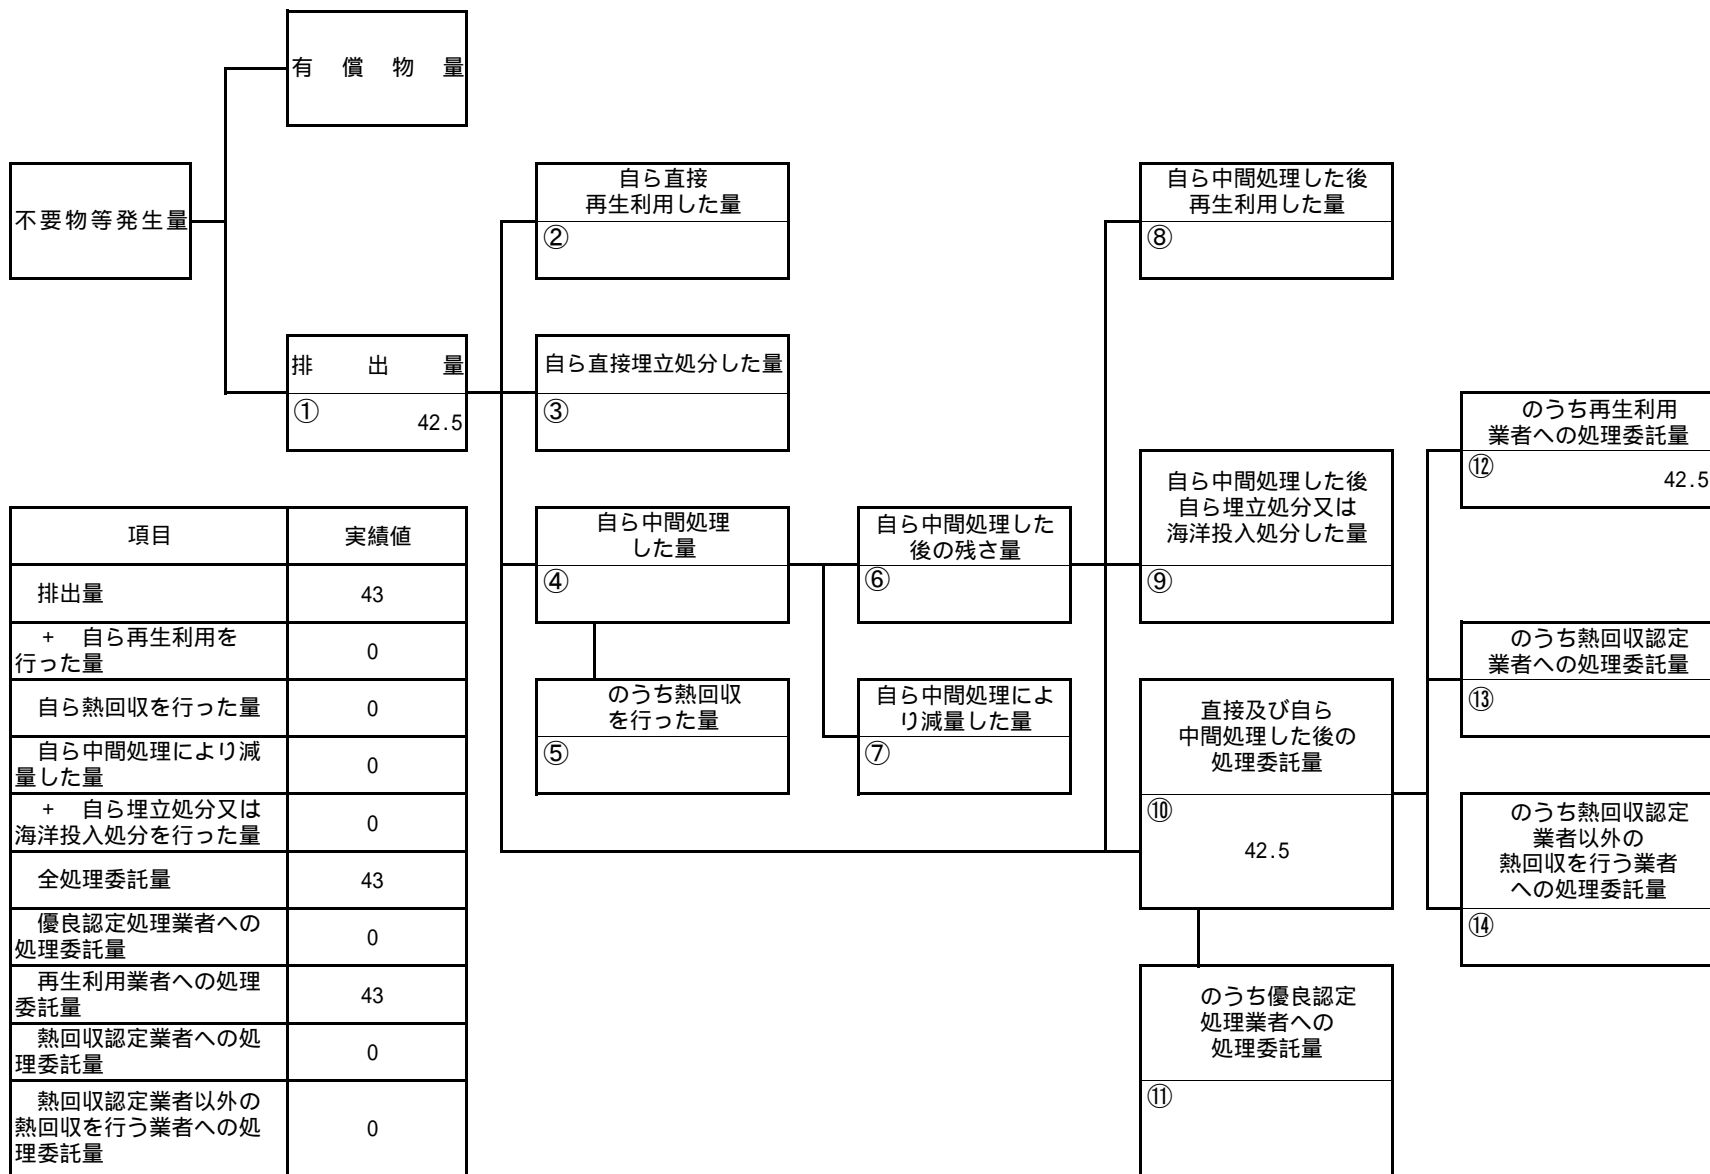 有償物量
不要物等発生量
排出量
①
42.5
自ら直接
再生利用した量
②
自ら直接埋立処分した量
③
自ら中間処理
した量
④
のうち熱回収
を行った量
⑤
自ら中間処理した
後の残さ量
⑥
自ら中間処理によ
り減量した量
⑦
自ら中間処理した後
再生利用した量
⑧
自ら中間処理した後
自ら埋立処分又は
海洋投入処分した量
⑨
直接及び自ら
中間処理した後の
処理委託量
⑩
42.5
のうち優良認定
処理業者への
処理委託量
⑪
のうち再生利用
業者への処理委託量
⑫
42.5
のうち熱回収認定
業者への処理委託量
⑬
のうち熱回収認定
業者以外の
熱回収を行う業者
への処理委託量
⑭
項目 実績値
排出量 43
+ 自ら再生利用を
行った量 0
自ら熱回収を行った量 0
自ら中間処理により減
量した量 0
+ 自ら埋立処分又は
海洋投入処分を行った量 0
全処理委託量 43
優良認定処理業者への
処理委託量 0
再生利用業者への処理
委託量 43
熱回収認定業者への処
理委託量 0
熱回収認定業者以外の
熱回収を行う業者への処
理委託量 0